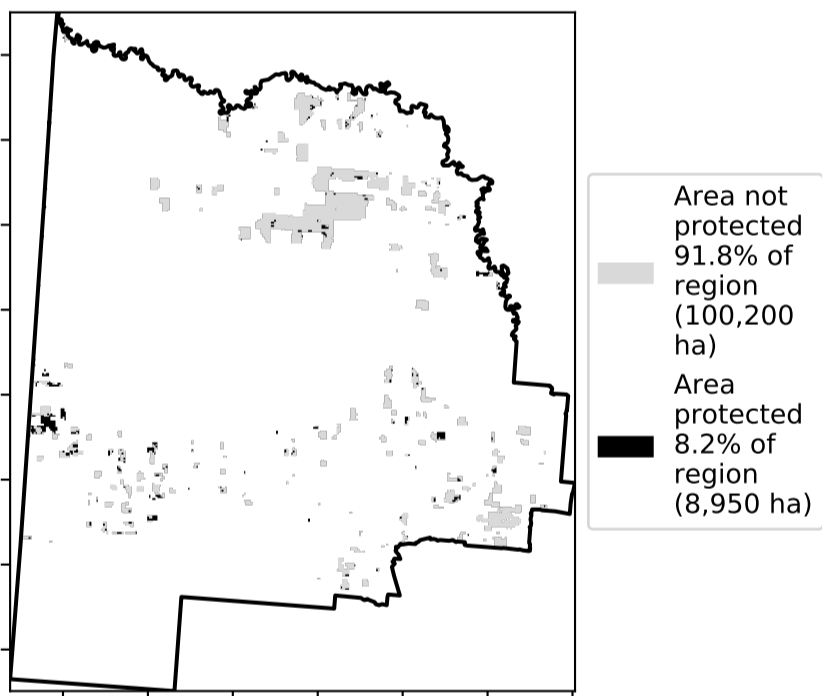 Area not
protected
91.8% of
region
(100,200
ha)
Area
protected
8.2% of
region
(8,950 ha)